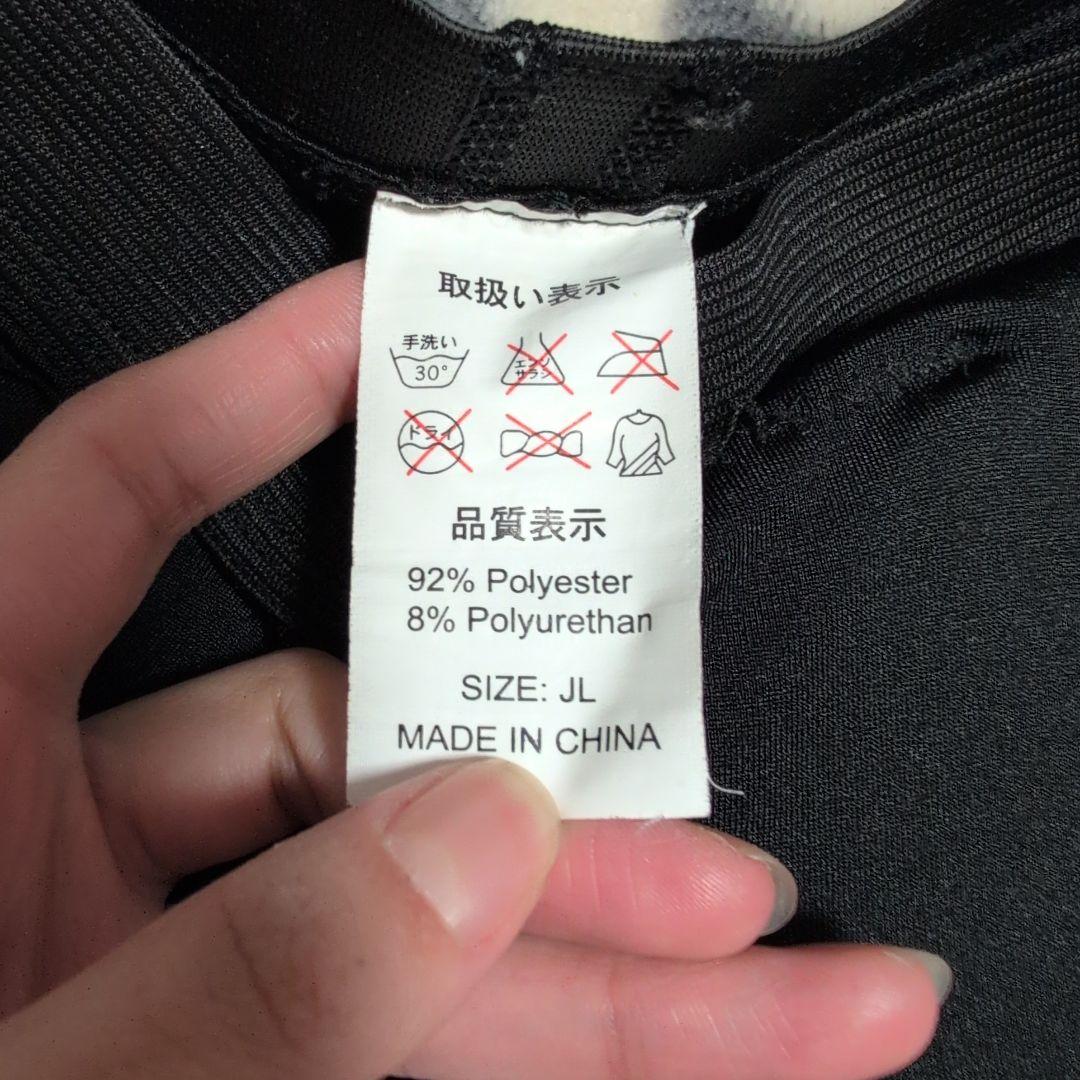 取扱い表示
手洗い
30°
エンソ
サラシ
ドライ
品質表示
92% Polyester
8% Polyurethan
SIZE: JL
MADE IN CHINA